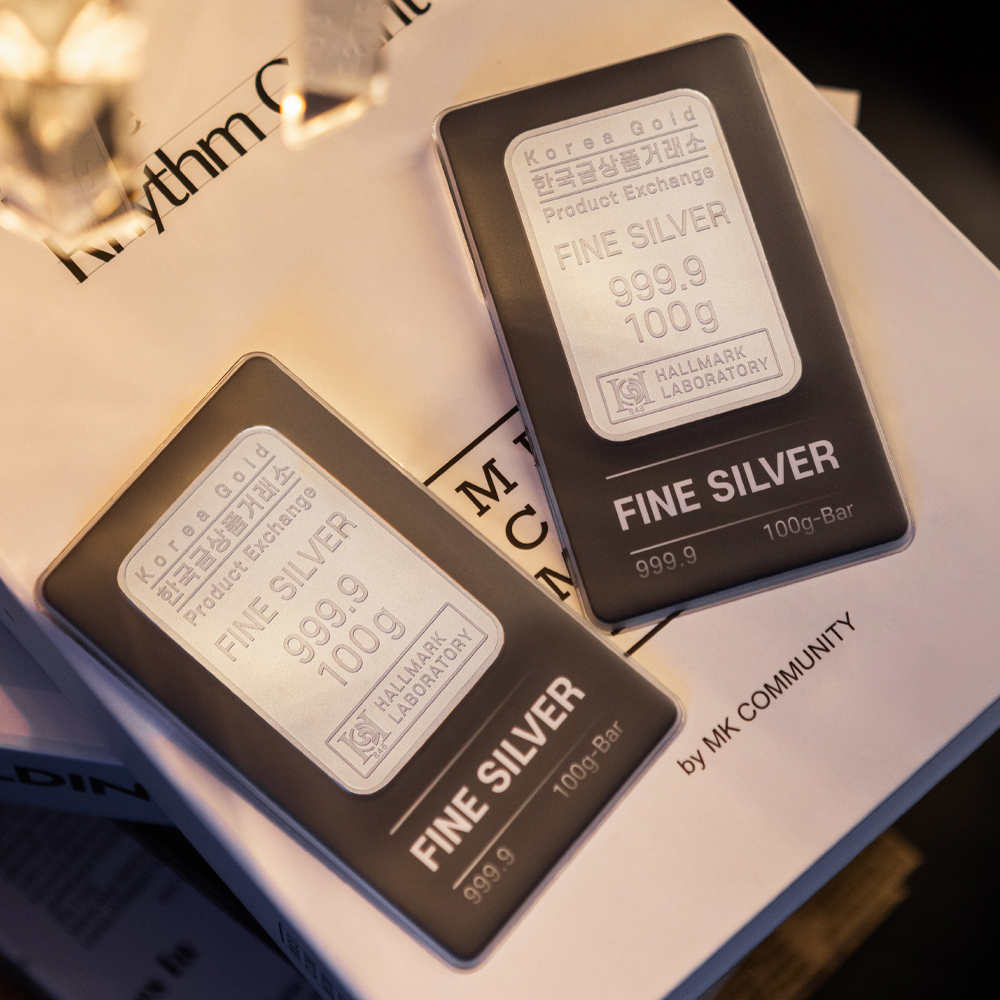 Rhythm
Korea Gold
한국금상품거래소
Product Exchange
FINE SILVER
999.9
100g
HALLMARK
LABORATORY
FINE SILVER
100g-Bar
999.9
Korea Gold
한국금상품거래소
Product Exchange
FINE SILVER
999.9
100g
HALLMARK
LABORATORY
FINE SILVER
100g-Bar
999.9
by MK COMMUNITY